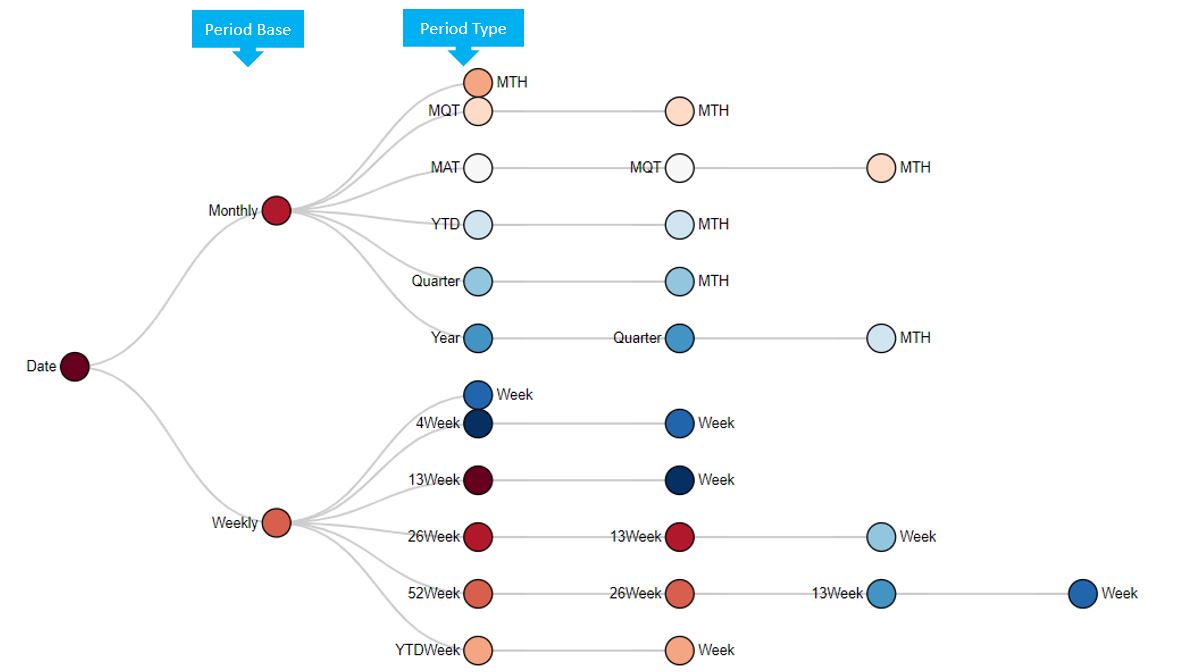 Period Base
Period Type
MTH
MQT MTH
MAT MQT MTH
Monthly
YTD MTH
Quarter MTH
Year Quarter MTH
Date
Week
4Week Week
13Week Week
Weekly
26Week 13Week Week
52Week 26Week 13Week Week
YTDWeek Week